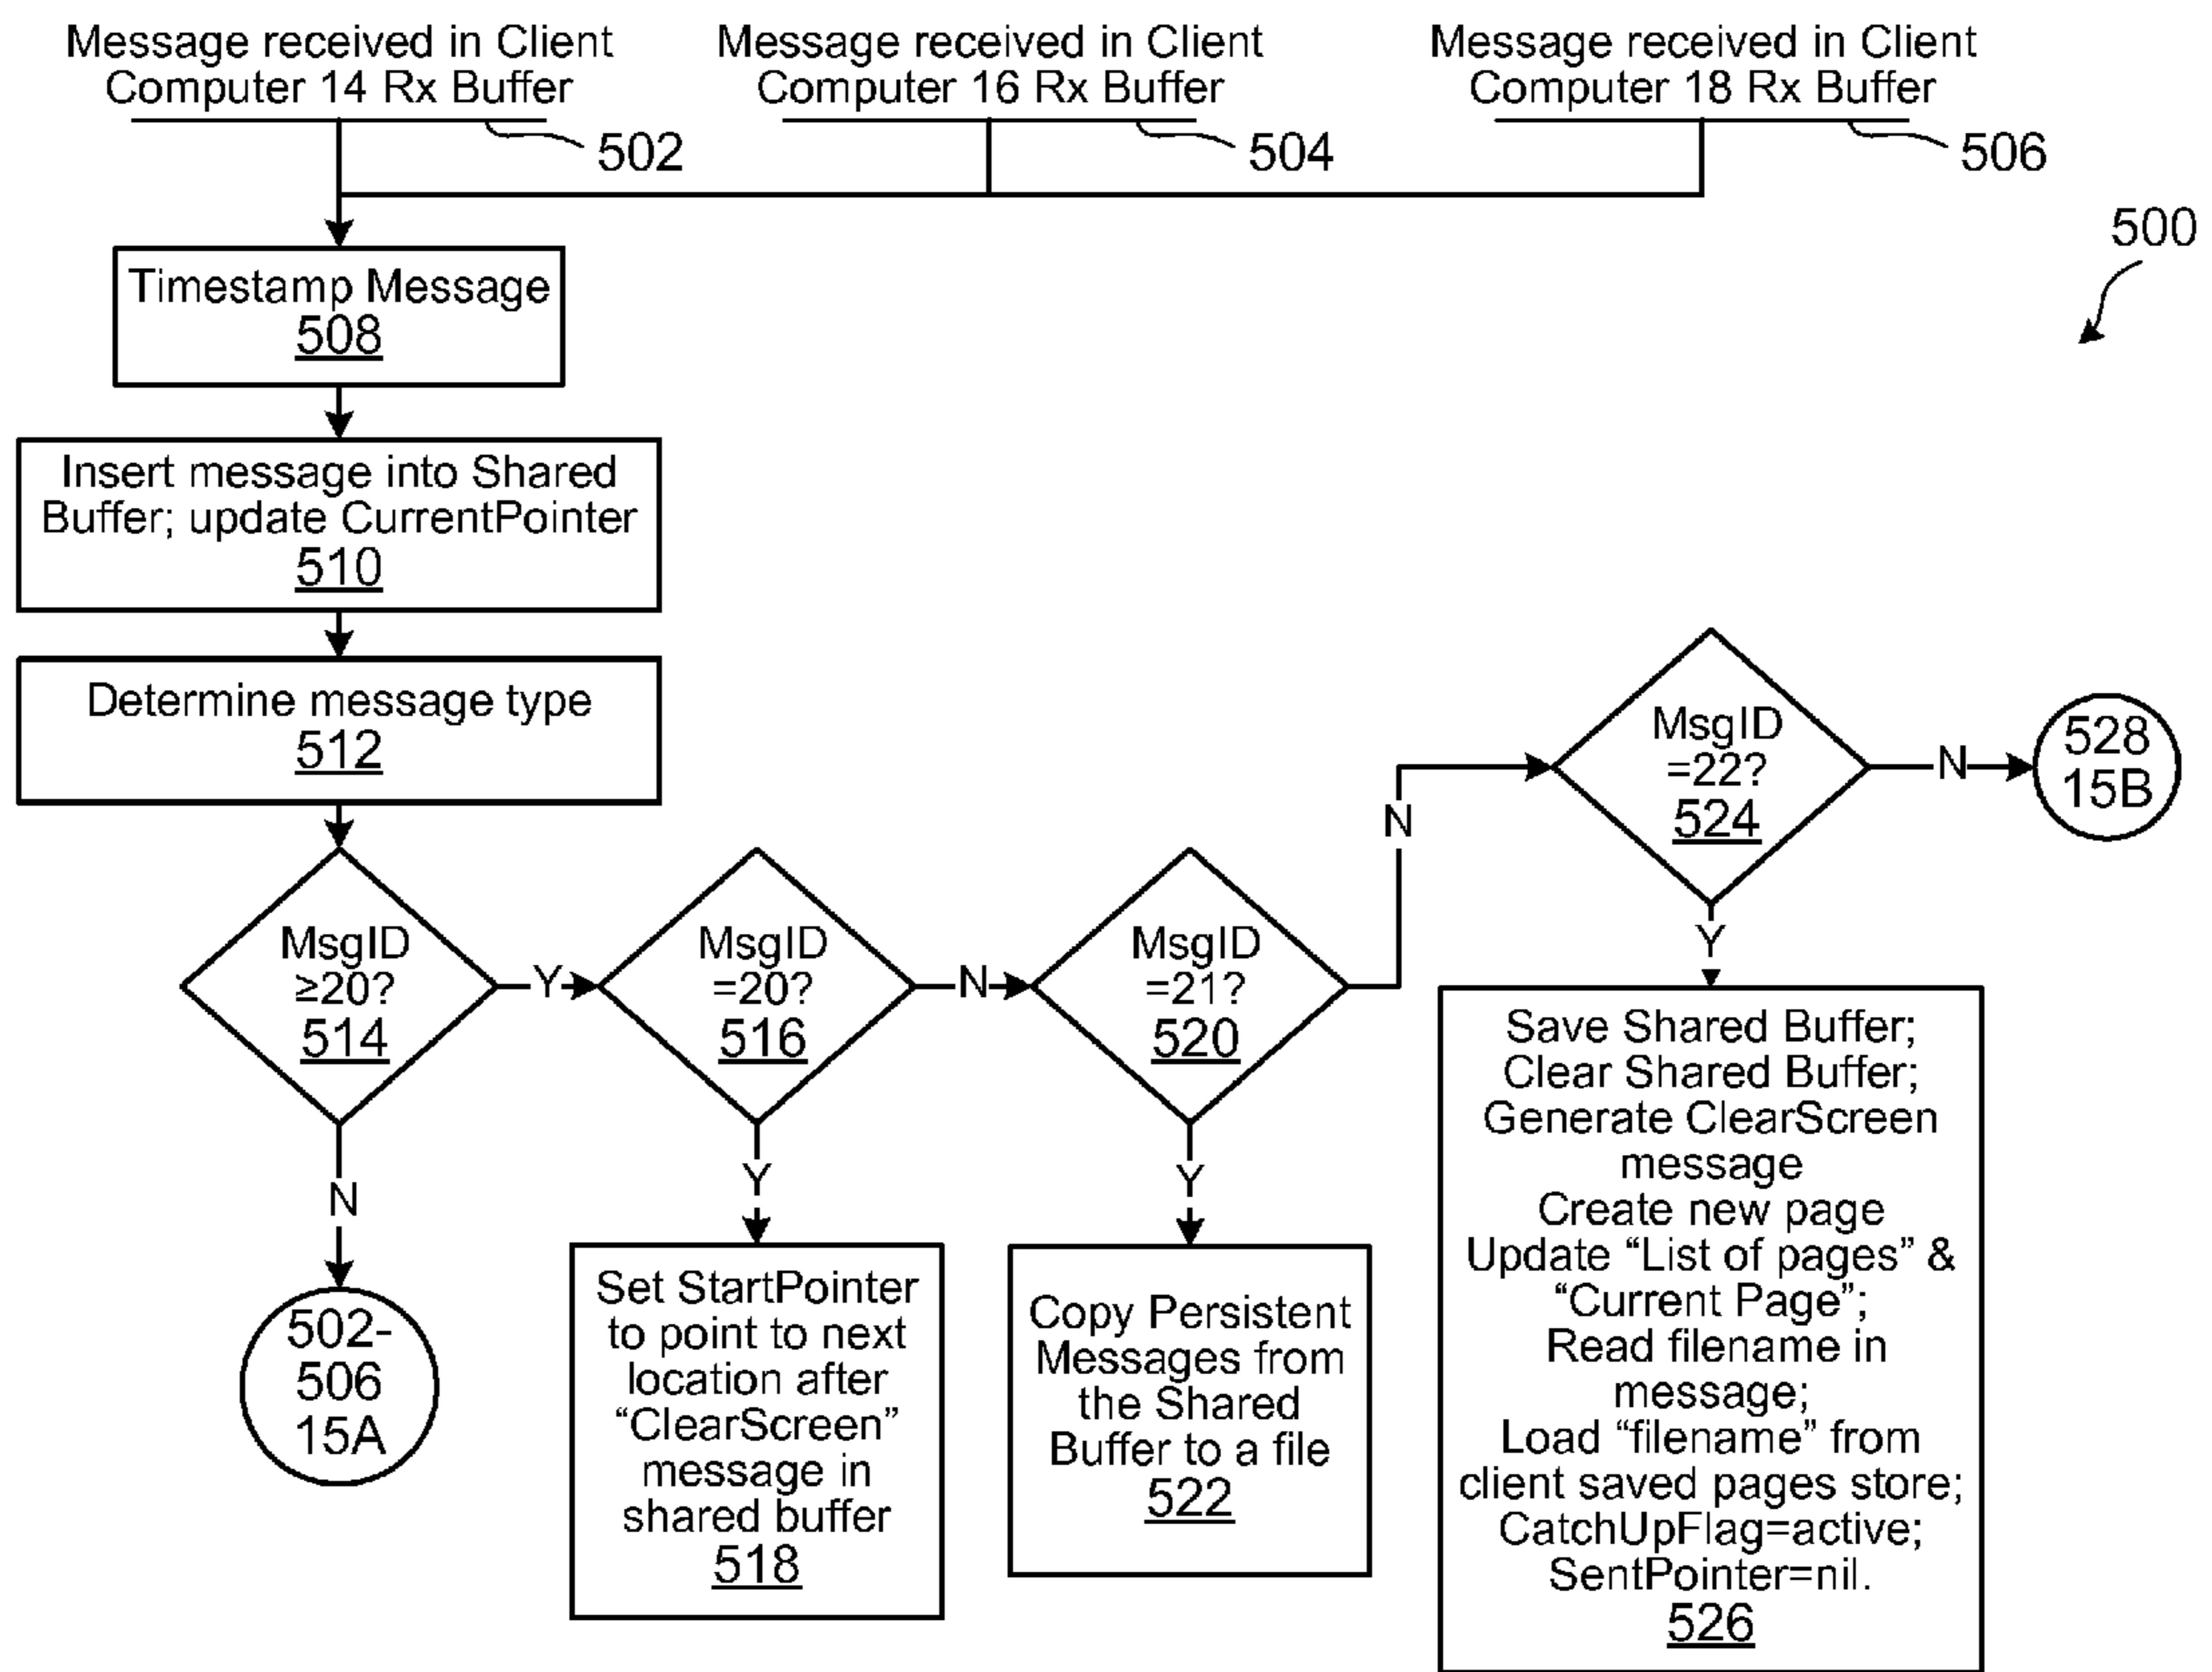 Message received in Client
Computer 14 Rx Buffer
502
Message received in Client
Computer 16 Rx Buffer
504
Message received in Client
Computer 18 Rx Buffer
506
500
Timestamp Message
508
Insert message into Shared
Buffer; update CurrentPointer
510
Determine message type
512
MsgID
≥20?
514
Y
N
502-
506
15A
MsgID
=20?
516
N
Y
Set StartPointer
to point to next
location after
“ClearScreen”
message in
shared buffer
518
MsgID
=21?
520
N
Y
Copy Persistent
Messages from
the Shared
Buffer to a file
522
MsgID
=22?
524
N
528
15B
Y
Save Shared Buffer;
Clear Shared Buffer;
Generate ClearScreen
message
Create new page
Update “List of pages” &
“Current Page”;
Read filename in
message;
Load “filename” from
client saved pages store;
CatchUpFlag=active;
SentPointer=nil.
526